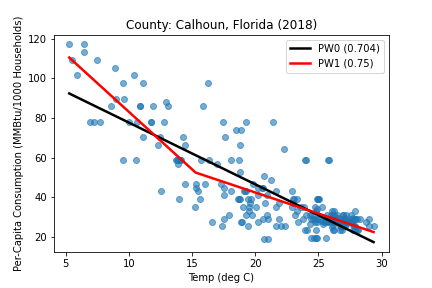 County: Calhoun, Florida (2018)
PW0 (0.704)
PW1 (0.75)
Per-Capita Consumption (MMBtu/1000 Households)
120
100
80
60
40
20
5 10 15 20 25 30
Temp (deg C)